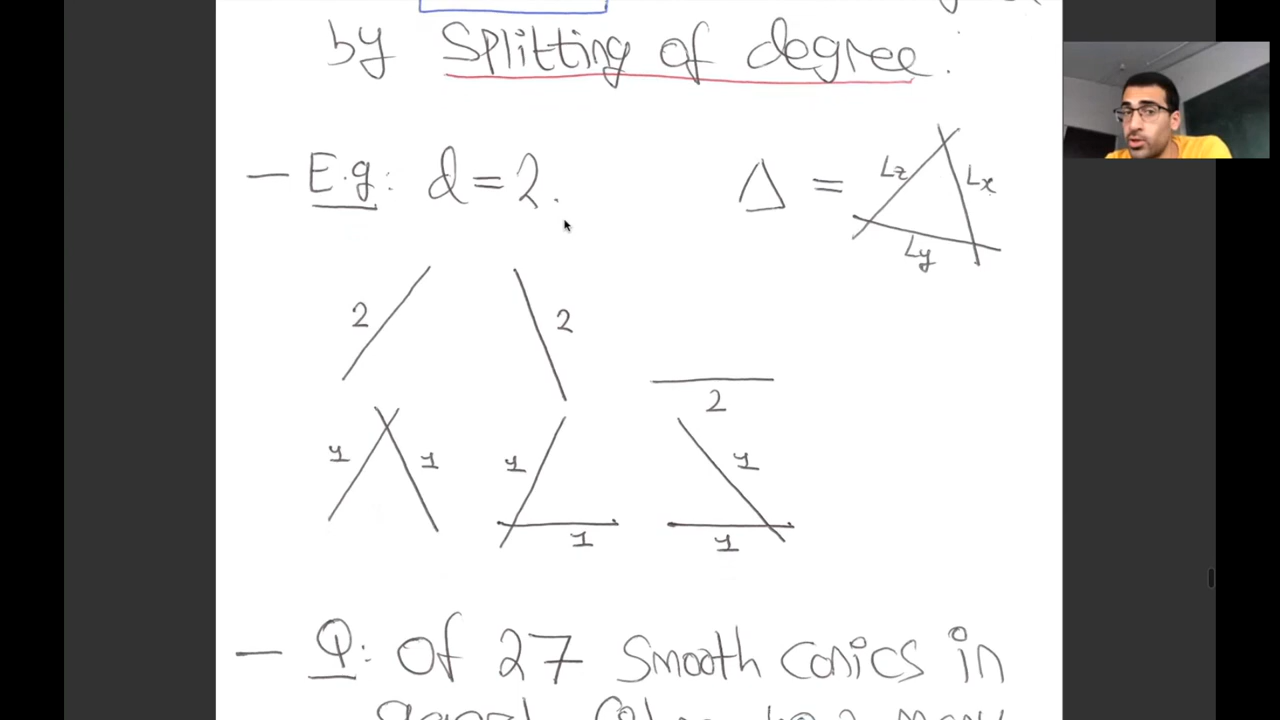 by Splitting of degree:
- E.g: d=2. Δ = Lz Lx Ly
2 2 2
1 1 1 1 1 1
- Q: Of 27 Smooth Conics in